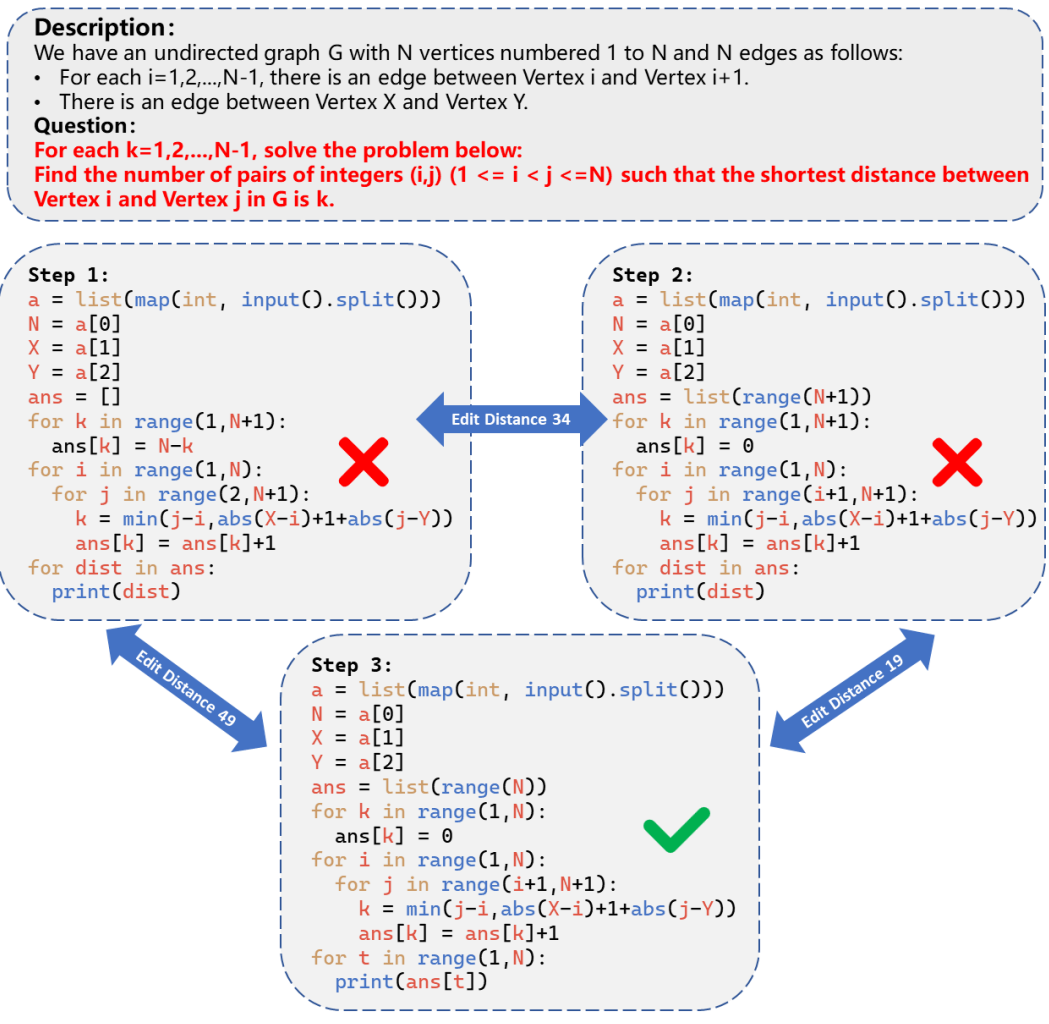 Description:
We have an undirected graph G with N vertices numbered 1 to N and N edges as follows:
• For each i=1,2,...,N-1, there is an edge between Vertex i and Vertex i+1.
• There is an edge between Vertex X and Vertex Y.
Question:
For each k=1,2,...,N-1, solve the problem below:
Find the number of pairs of integers (i,j) (1 <= i < j <=N) such that the shortest distance between
Vertex i and Vertex j in G is k.
Step 1:
a = list(map(int, input().split()))
N = a[0]
X = a[1]
Y = a[2]
ans = []
for k in range(1,N+1):
  ans[k] = N-k
for i in range(1,N):
  for j in range(2,N+1):
    k = min(j-i,abs(X-i)+1+abs(j-Y))
    ans[k] = ans[k]+1
for dist in ans:
  print(dist)
Edit Distance 34
Step 2:
a = list(map(int, input().split()))
N = a[0]
X = a[1]
Y = a[2]
ans = list(range(N+1))
for k in range(1,N+1):
  ans[k] = 0
for i in range(1,N):
  for j in range(i+1,N+1):
    k = min(j-i,abs(X-i)+1+abs(j-Y))
    ans[k] = ans[k]+1
for dist in ans:
  print(dist)
Edit Distance 49
Edit Distance 19
Step 3:
a = list(map(int, input().split()))
N = a[0]
X = a[1]
Y = a[2]
ans = list(range(N))
for k in range(1,N):
  ans[k] = 0
for i in range(1,N):
  for j in range(i+1,N+1):
    k = min(j-i,abs(X-i)+1+abs(j-Y))
    ans[k] = ans[k]+1
for t in range(1,N):
  print(ans[t])